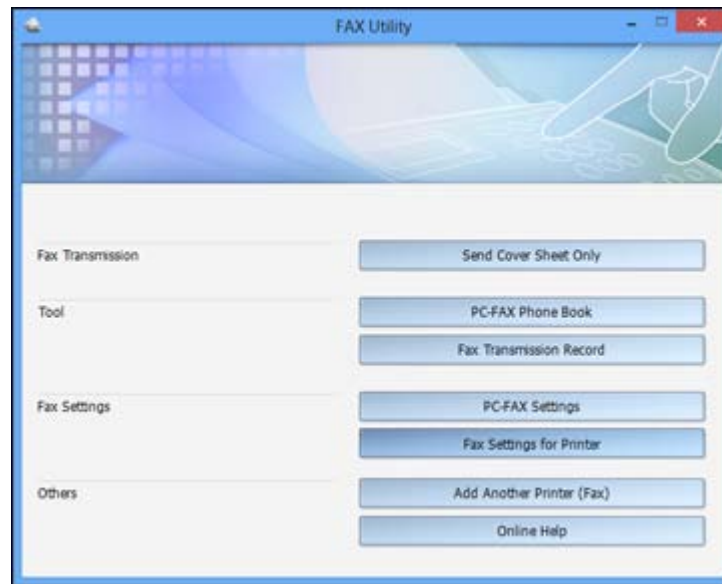 FAX Utility
Fax Transmission
Send Cover Sheet Only
Tool
PC-FAX Phone Book
Fax Transmission Record
Fax Settings
PC-FAX Settings
Fax Settings for Printer
Others
Add Another Printer (Fax)
Online Help